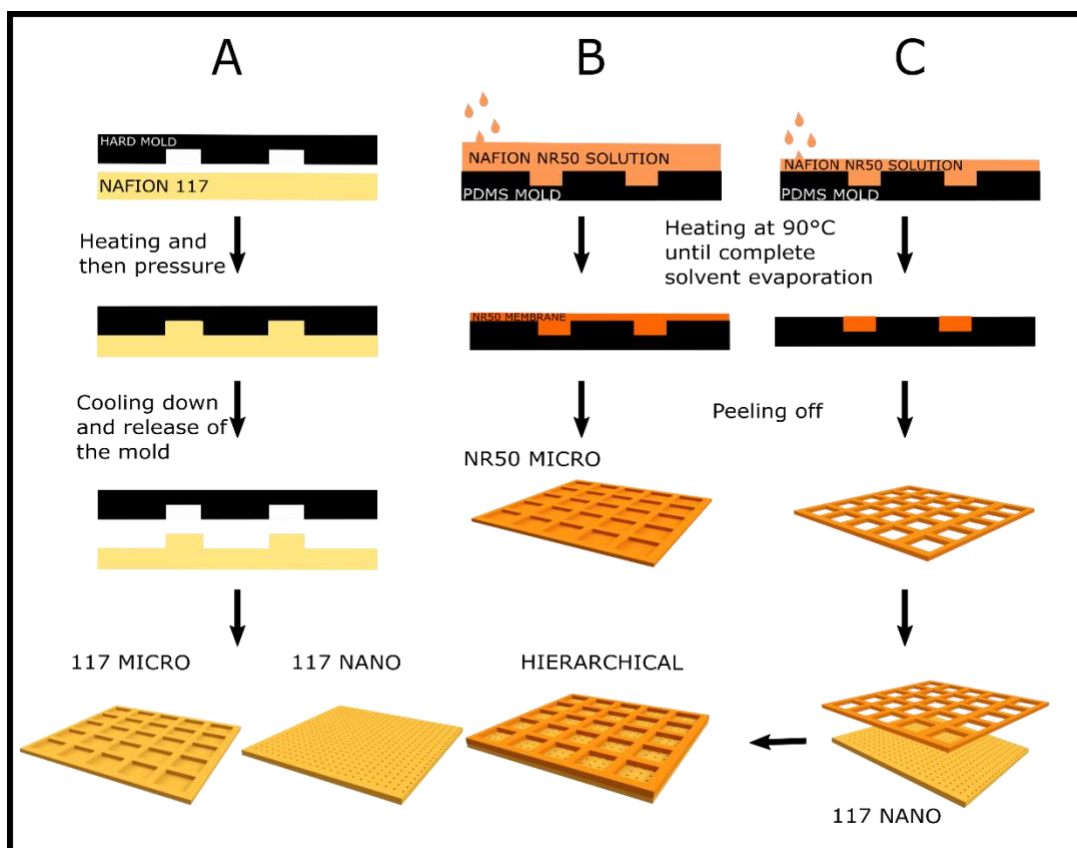 A
B
C
HARD MOLD
NAFION 117
NAFION NR50 SOLUTION
PDMS MOLD
NAFION NR50 SOLUTION
PDMS MOLD
Heating and
then pressure
Heating at 90°C
until complete
solvent evaporation
NR50 MEMBRANE
Cooling down
and release of
the mold
Peeling off
NR50 MICRO
117 MICRO
117 NANO
HIERARCHICAL
117 NANO